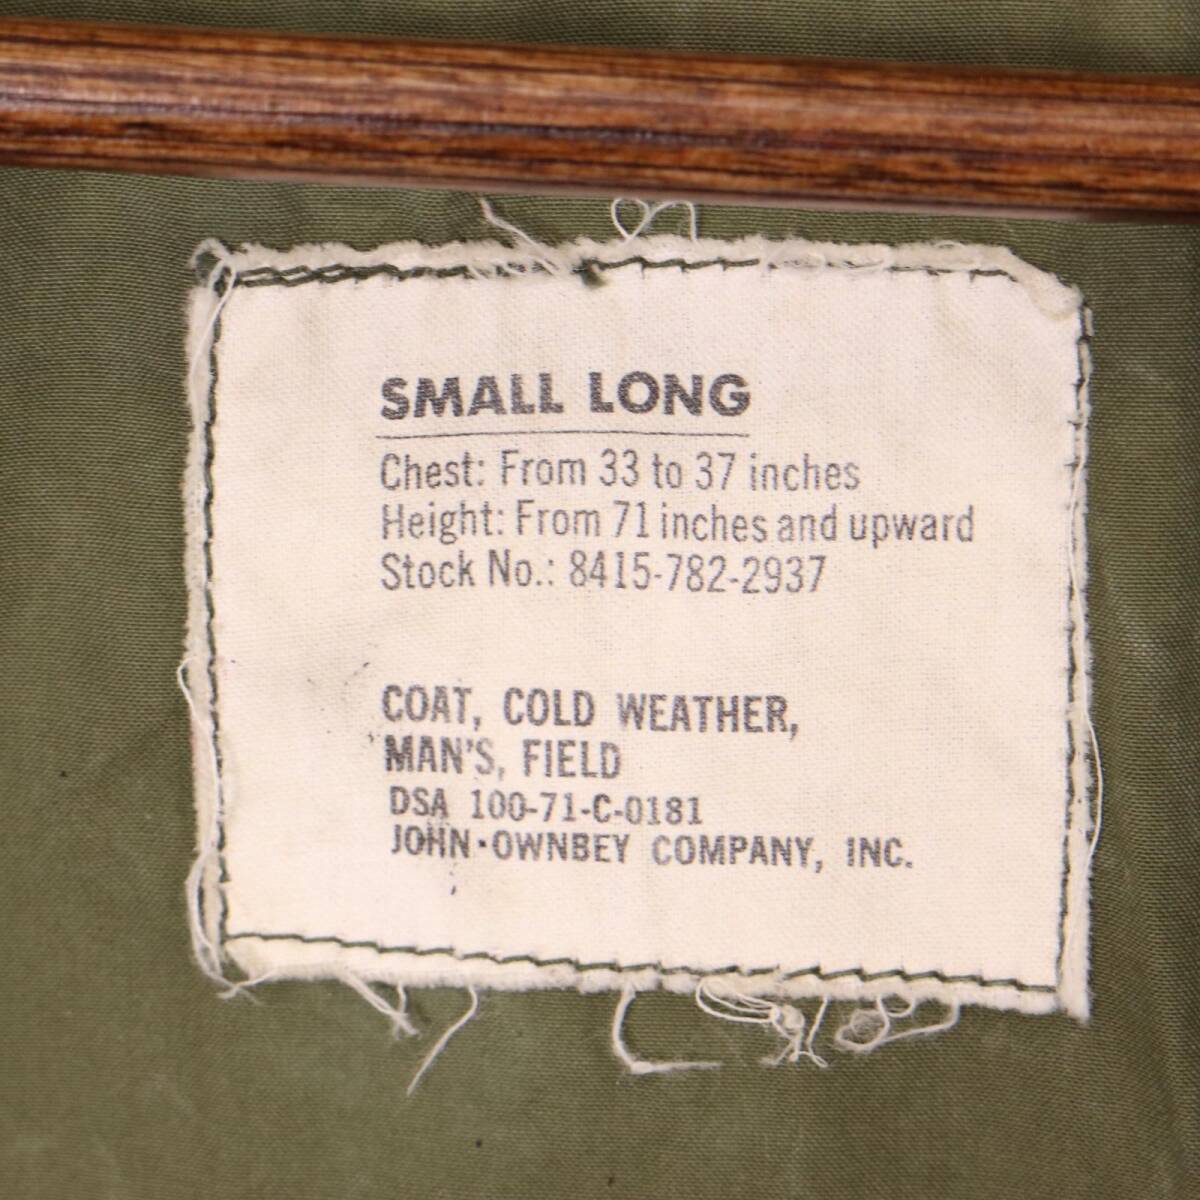 SMALL LONG
Chest: From 33 to 37 inches
Height: From 71 inches and upward
Stock No.: 8415-782-2937
COAT, COLD WEATHER,
MAN'S, FIELD
DSA 100-71-C-0181
JOHN·OWNBEY COMPANY, INC.